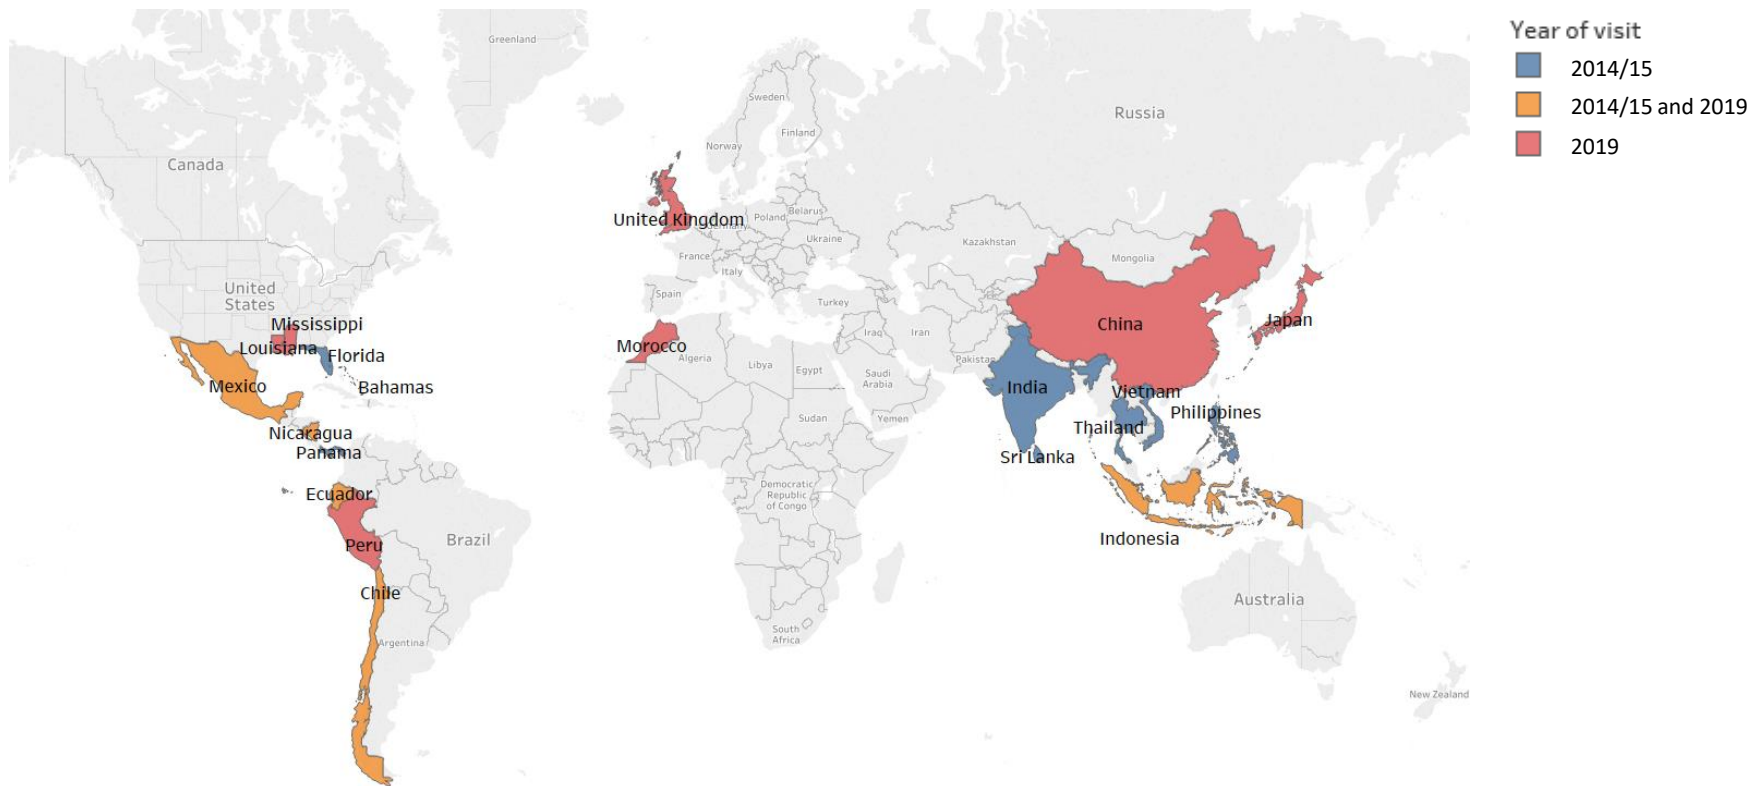 Year of visit
2014/15
2014/15 and 2019
2019
Greenland
Sweden
Russia
Finland
Norway
Canada
United Kingdom
Poland
Belarus
Germany
Ukraine
Kazakhstan
France
Mongolia
Italy
United
States
Spain
Turkey
Mississippi
China
Japan
Iraq
Iran
Louisiana
Florida
Morocco
Algeria
Pakistan
Libya
Egypt
Saudi
Arabia
Mexico
Bahamas
India
Vietnam
Philippines
Sudan
Yemen
Thailand
Nicaragua
Panama
Sri Lanka
Democratic
Republic
of Congo
Ecuador
Indonesia
Brazil
Peru
Chile
Australia
South
Africa
Argentina
New Zealand